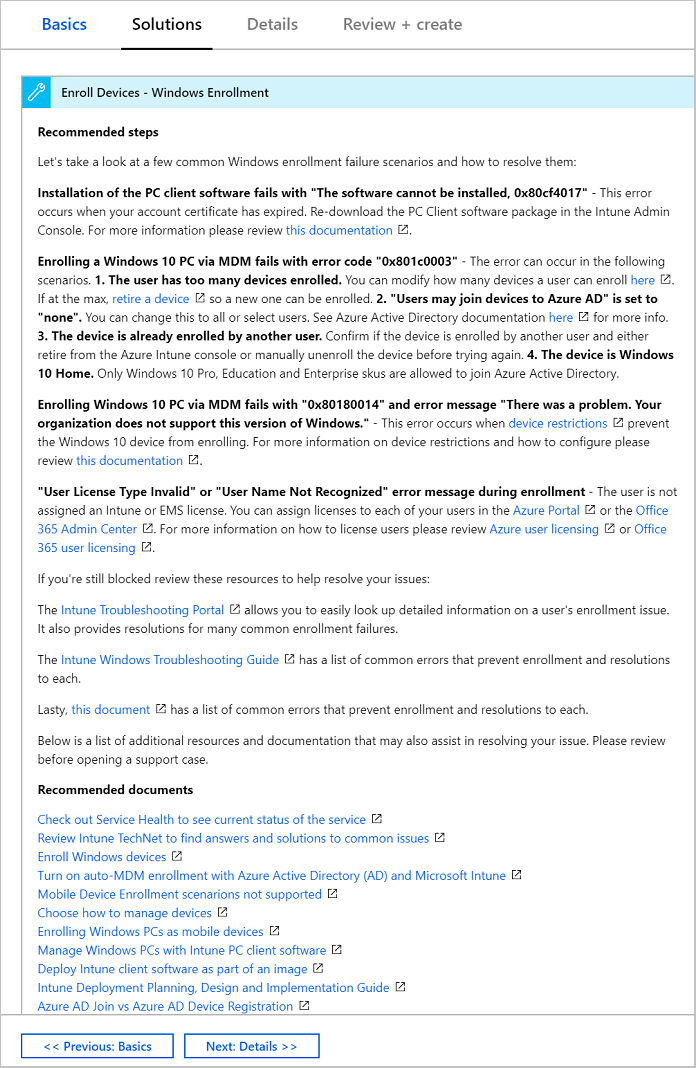 Basics Solutions Details Review + create
Enroll Devices - Windows Enrollment
Recommended steps
Let's take a look at a few common Windows enrollment failure scenarios and how to resolve them:
Installation of the PC client software fails with "The software cannot be installed, 0x80cf4017" - This error
occurs when your account certificate has expired. Re-download the PC Client software package in the Intune Admin
Console. For more information please review this documentation.
Enrolling a Windows 10 PC via MDM fails with error code "0x801c0003" - The error can occur in the following
scenarios. 1. The user has too many devices enrolled. You can modify how many devices a user can enroll here.
If at the max, retire a device so a new one can be enrolled. 2. "Users may join devices to Azure AD" is set to
"none". You can change this to all or select users. See Azure Active Directory documentation here for more info.
3. The device is already enrolled by another user. Confirm if the device is enrolled by another user and either
retire from the Azure Intune console or manually unenroll the device before trying again. 4. The device is Windows
10 Home. Only Windows 10 Pro, Education and Enterprise skus are allowed to join Azure Active Directory.
Enrolling Windows 10 PC via MDM fails with "0x80180014" and error message "There was a problem. Your
organization does not support this version of Windows." - This error occurs when device restrictions prevent
the Windows 10 device from enrolling. For more information on device restrictions and how to configure please
review this documentation.
"User License Type Invalid" or "User Name Not Recognized" error message during enrollment - The user is not
assigned an Intune or EMS license. You can assign licenses to each of your users in the Azure Portal or the Office
365 Admin Center. For more information on how to license users please review Azure user licensing or Office
365 user licensing.
If you're still blocked review these resources to help resolve your issues:
The Intune Troubleshooting Portal allows you to easily look up detailed information on a user's enrollment issue.
It also provides resolutions for many common enrollment failures.
The Intune Windows Troubleshooting Guide has a list of common errors that prevent enrollment and resolutions
to each.
Lasty, this document has a list of common errors that prevent enrollment and resolutions to each.
Below is a list of additional resources and documentation that may also assist in resolving your issue. Please review
before opening a support case.
Recommended documents
Check out Service Health to see current status of the service
Review Intune TechNet to find answers and solutions to common issues
Enroll Windows devices
Turn on auto-MDM enrollment with Azure Active Directory (AD) and Microsoft Intune
Mobile Device Enrollment scenarions not supported
Choose how to manage devices
Enrolling Windows PCs as mobile devices
Manage Windows PCs with Intune PC client software
Deploy Intune client software as part of an image
Intune Deployment Planning, Design and Implementation Guide
Azure AD Join vs Azure AD Device Registration
<< Previous: Basics Next: Details >>